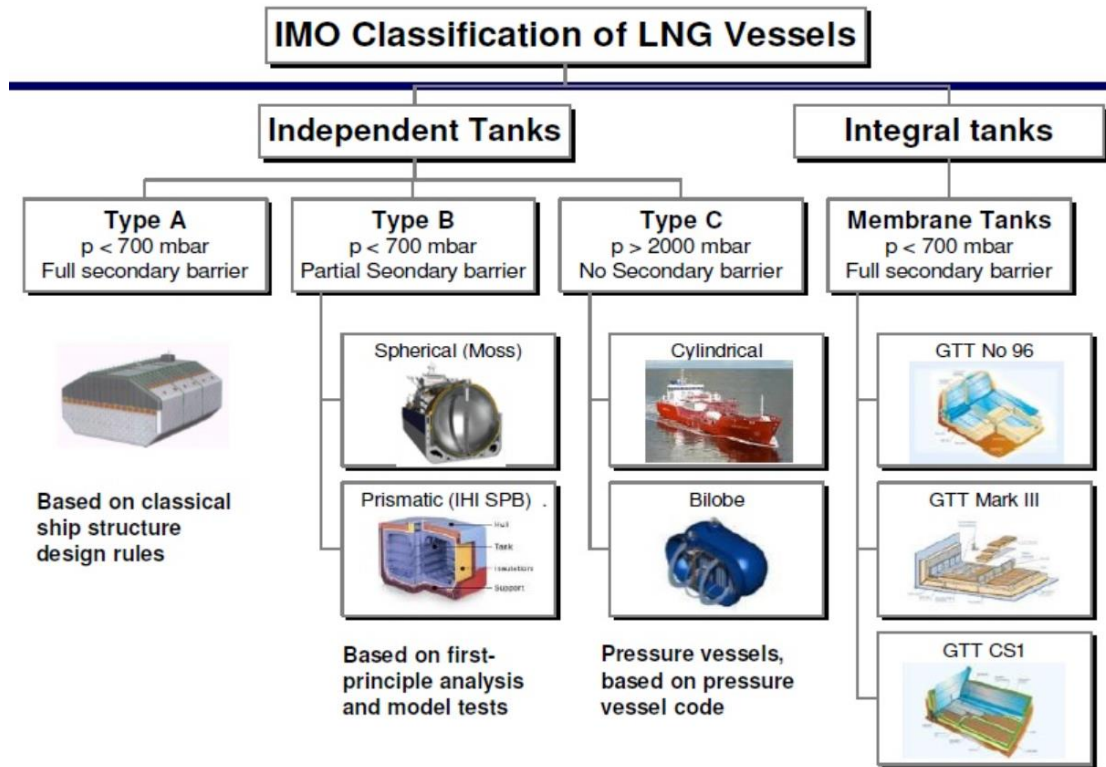 IMO Classification of LNG Vessels
Independent Tanks
Integral tanks
Type A
p < 700 mbar
Full secondary barrier
Type B
p < 700 mbar
Partial Seondary barrier
Type C
p > 2000 mbar
No Secondary barrier
Membrane Tanks
p < 700 mbar
Full secondary barrier
Based on classical
ship structure
design rules
Spherical (Moss)
Prismatic (IHI SPB) .
Hull
Tank
Insulation
Support
Based on first-
principle analysis
and model tests
Cylindrical
Bilobe
Pressure vessels,
based on pressure
vessel code
GTT No 96
GTT Mark III
GTT CS1